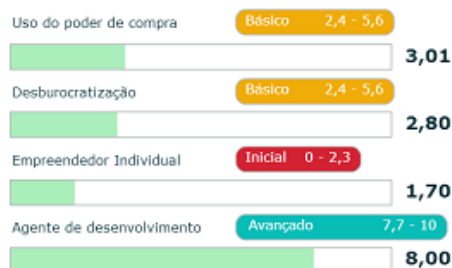 Uso do poder de compra Básico 2,4 - 5,6
3,01
Desburocratização Básico 2,4 - 5,6
2,80
Empreendedor Individual Inicial 0 - 2,3
1,70
Agente de desenvolvimento Avançado 7,7 - 10
8,00